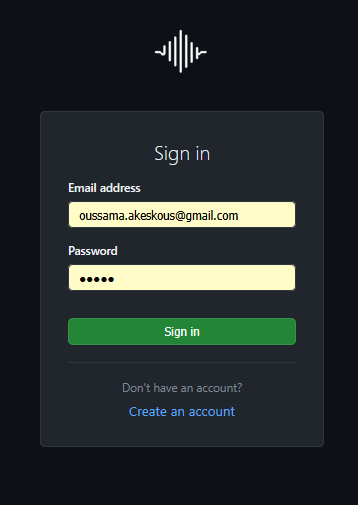 Sign in
Email address
oussama.akeskous@gmail.com
Password
●●●●●
Sign in
Don't have an account?
Create an account